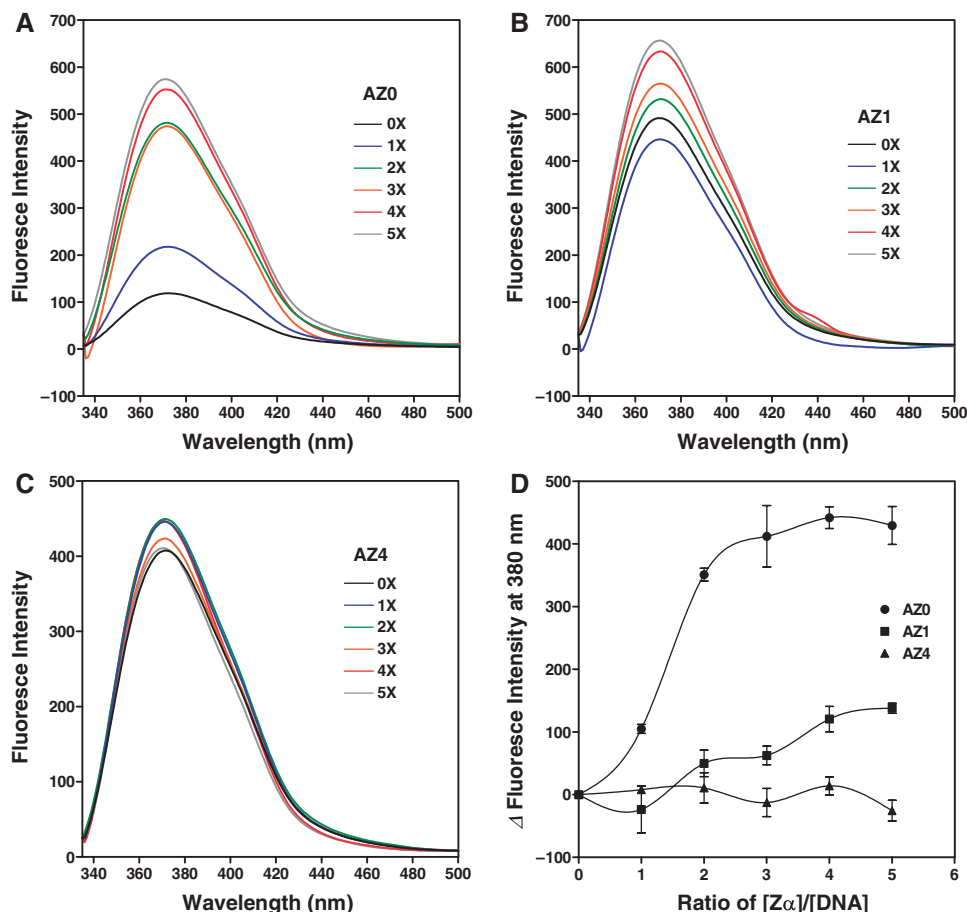 A
700
600
500
400
300
200
100
0
−100
Fluoresce Intensity
AZ0
0X
1X
2X
3X
4X
5X
340 360 380 400 420 440 460 480 500
Wavelength (nm)
B
700
600
500
400
300
200
100
0
−100
Fluoresce Intensity
AZ1
0X
1X
2X
3X
4X
5X
340 360 380 400 420 440 460 480 500
Wavelength (nm)
C
500
400
300
200
100
0
Fluoresce Intensity
AZ4
0X
1X
2X
3X
4X
5X
340 360 380 400 420 440 460 480 500
Wavelength (nm)
D
500
400
300
200
100
0
−100
Δ Fluoresce Intensity at 380 nm
AZ0
AZ1
AZ4
0 1 2 3 4 5 6
Ratio of [Zα]/[DNA]